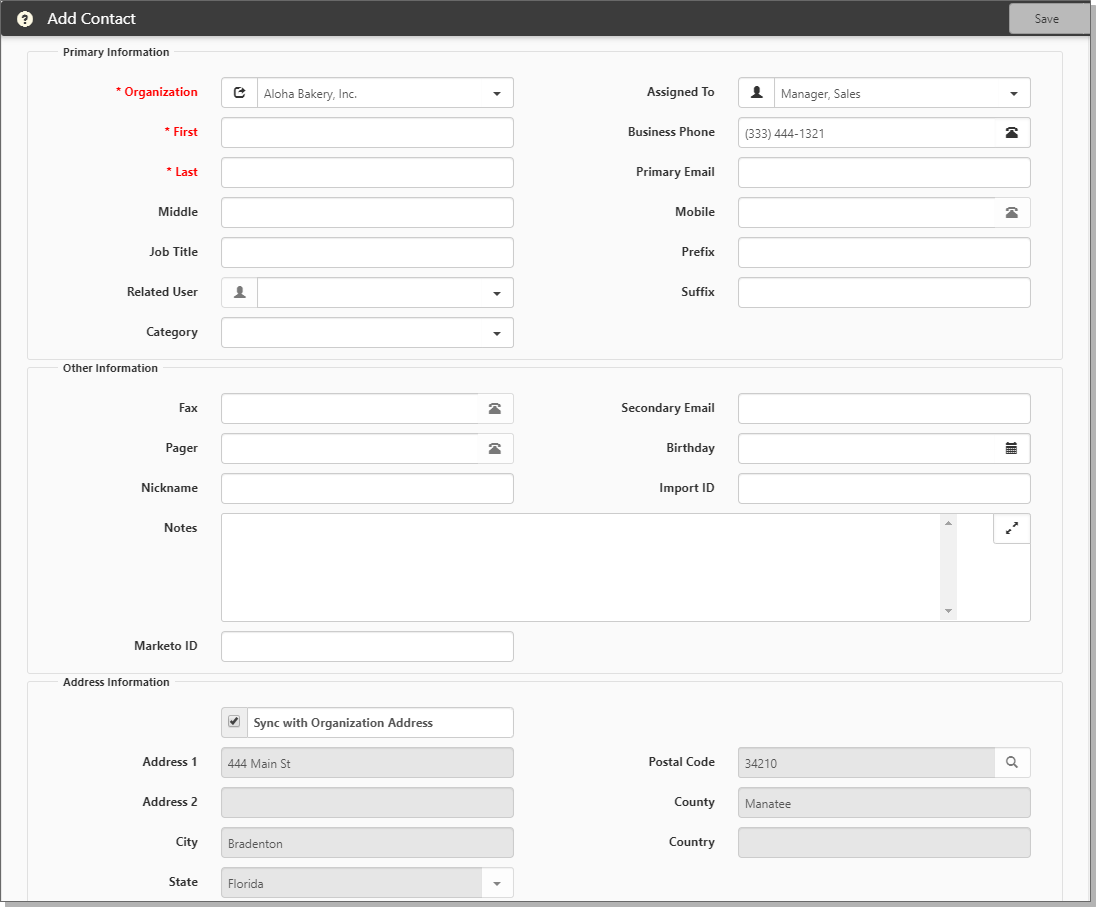 ? Add Contact Save
Primary Information
* Organization Aloha Bakery, Inc. Assigned To Manager, Sales
* First Business Phone (333) 444-1321
* Last Primary Email
Middle Mobile
Job Title Prefix
Related User Suffix
Category
Other Information
Fax Secondary Email
Pager Birthday
Nickname Import ID
Notes
Marketo ID
Address Information
Sync with Organization Address
Address 1 444 Main St Postal Code 34210
Address 2 County Manatee
City Bradenton Country
State Florida